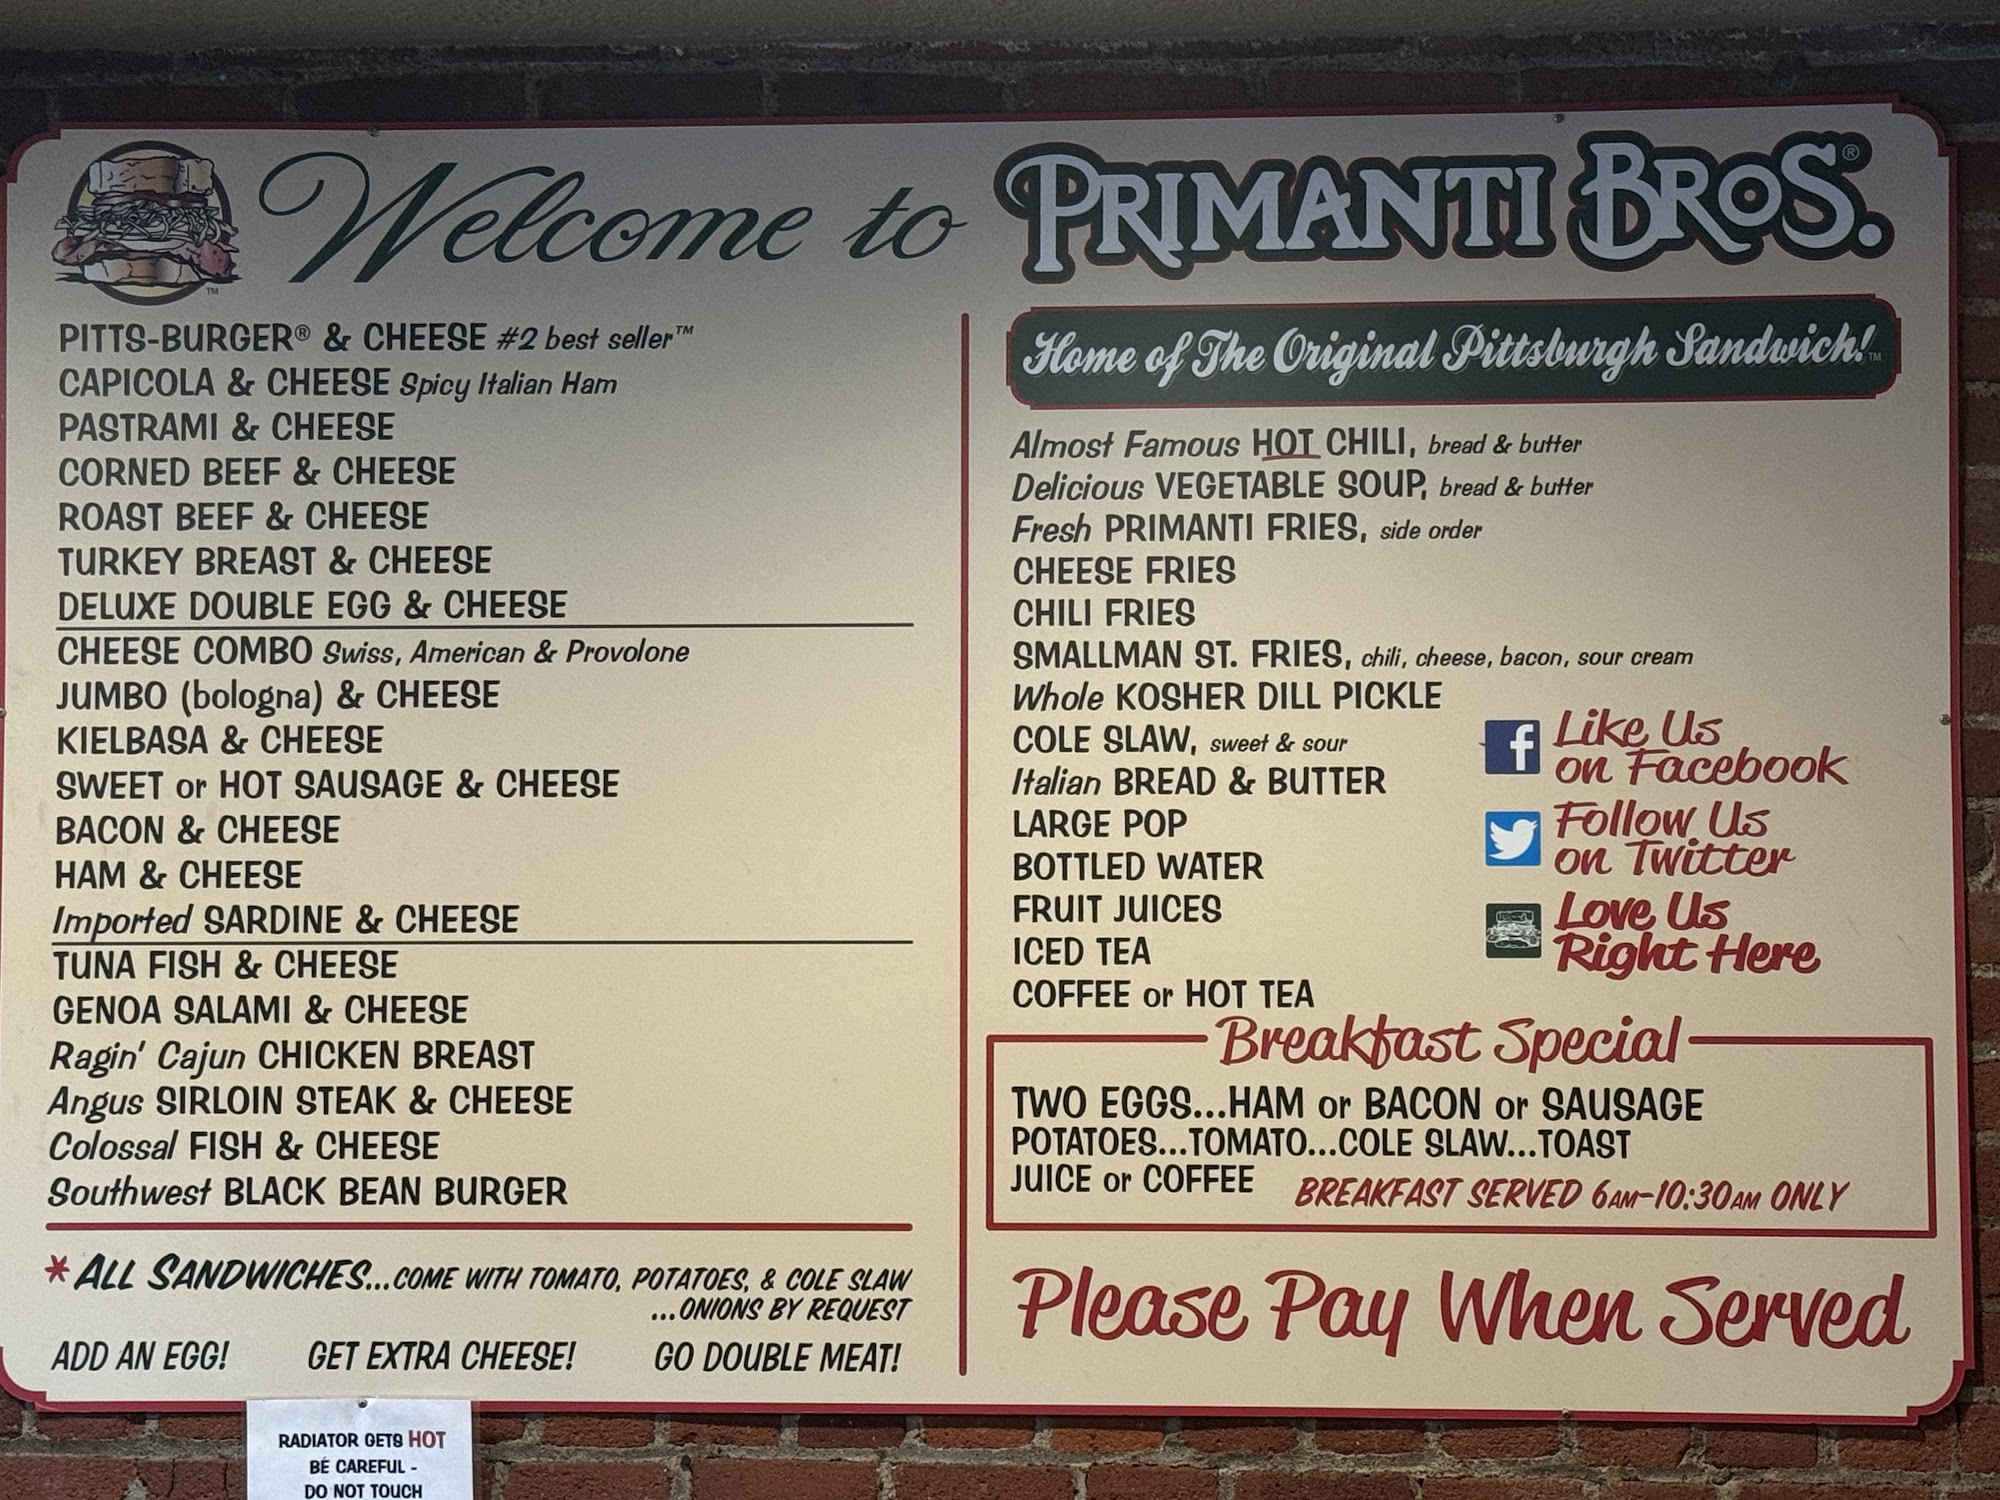 Welcome to PRIMANTI BROS.®
TM
PITTS-BURGER® & CHEESE #2 best seller™
CAPICOLA & CHEESE Spicy Italian Ham
PASTRAMI & CHEESE
CORNED BEEF & CHEESE
ROAST BEEF & CHEESE
TURKEY BREAST & CHEESE
DELUXE DOUBLE EGG & CHEESE
CHEESE COMBO Swiss, American & Provolone
JUMBO (bologna) & CHEESE
KIELBASA & CHEESE
SWEET or HOT SAUSAGE & CHEESE
BACON & CHEESE
HAM & CHEESE
Imported SARDINE & CHEESE
TUNA FISH & CHEESE
GENOA SALAMI & CHEESE
Ragin' Cajun CHICKEN BREAST
Angus SIRLOIN STEAK & CHEESE
Colossal FISH & CHEESE
Southwest BLACK BEAN BURGER
*ALL SANDWICHES...COME WITH TOMATO, POTATOES, & COLE SLAW
...ONIONS BY REQUEST
ADD AN EGG! GET EXTRA CHEESE! GO DOUBLE MEAT!
Home of The Original Pittsburgh Sandwich!™
Almost Famous HOT CHILI, bread & butter
Delicious VEGETABLE SOUP, bread & butter
Fresh PRIMANTI FRIES, side order
CHEESE FRIES
CHILI FRIES
SMALLMAN ST. FRIES, chili, cheese, bacon, sour cream
Whole KOSHER DILL PICKLE
COLE SLAW, sweet & sour
Italian BREAD & BUTTER
LARGE POP
BOTTLED WATER
FRUIT JUICES
ICED TEA
COFFEE or HOT TEA
f Like Us
on Facebook
Follow Us
on Twitter
Love Us
Right Here
Breakfast Special
TWO EGGS...HAM or BACON or SAUSAGE
POTATOES...TOMATO...COLE SLAW...TOAST
JUICE or COFFEE BREAKFAST SERVED 6AM-10:30AM ONLY
Please Pay When Served
RADIATOR GETS HOT
BE CAREFUL -
DO NOT TOUCH